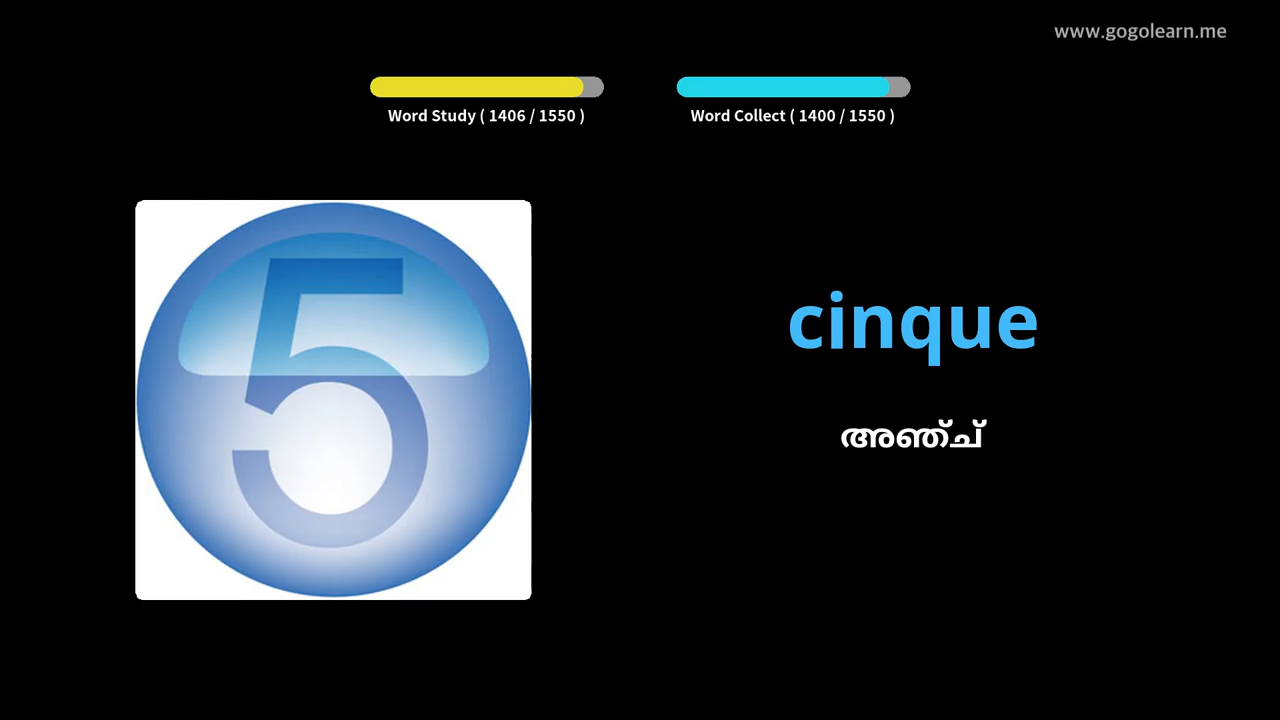 www.gogolearn.me
Word Study ( 1406 / 1550 )
Word Collect ( 1400 / 1550 )
5
cinque
അഞ്ച്